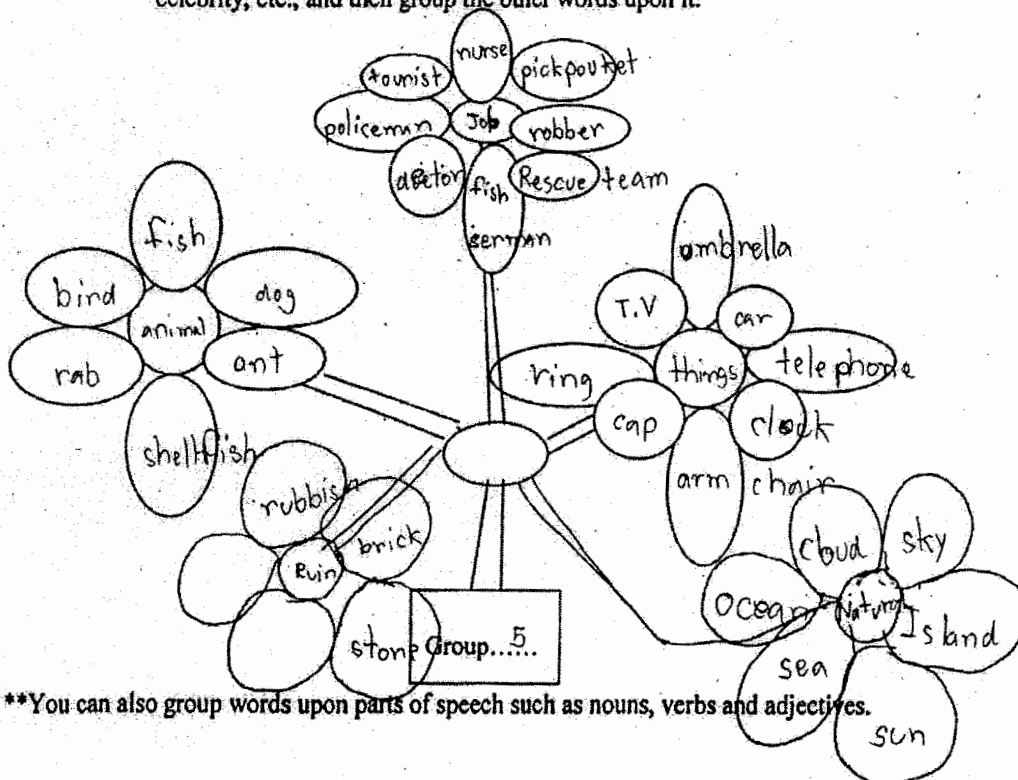 celebrity, etc., and then group the other words upon it.
nurse
tourist
pickpocket
policeman
Job
robber
doctor
fish
serman
Rescue team
fish
bird
dog
animal
rab
ant
shellfish
umbrella
T.V
car
ring
things
telephone
cap
clock
arm chair
rubbish
brick
Ruin
stone
cloud
sky
Ocean
Natural
Island
sea
sun
Group......5
**You can also group words upon parts of speech such as nouns, verbs and adjectives.